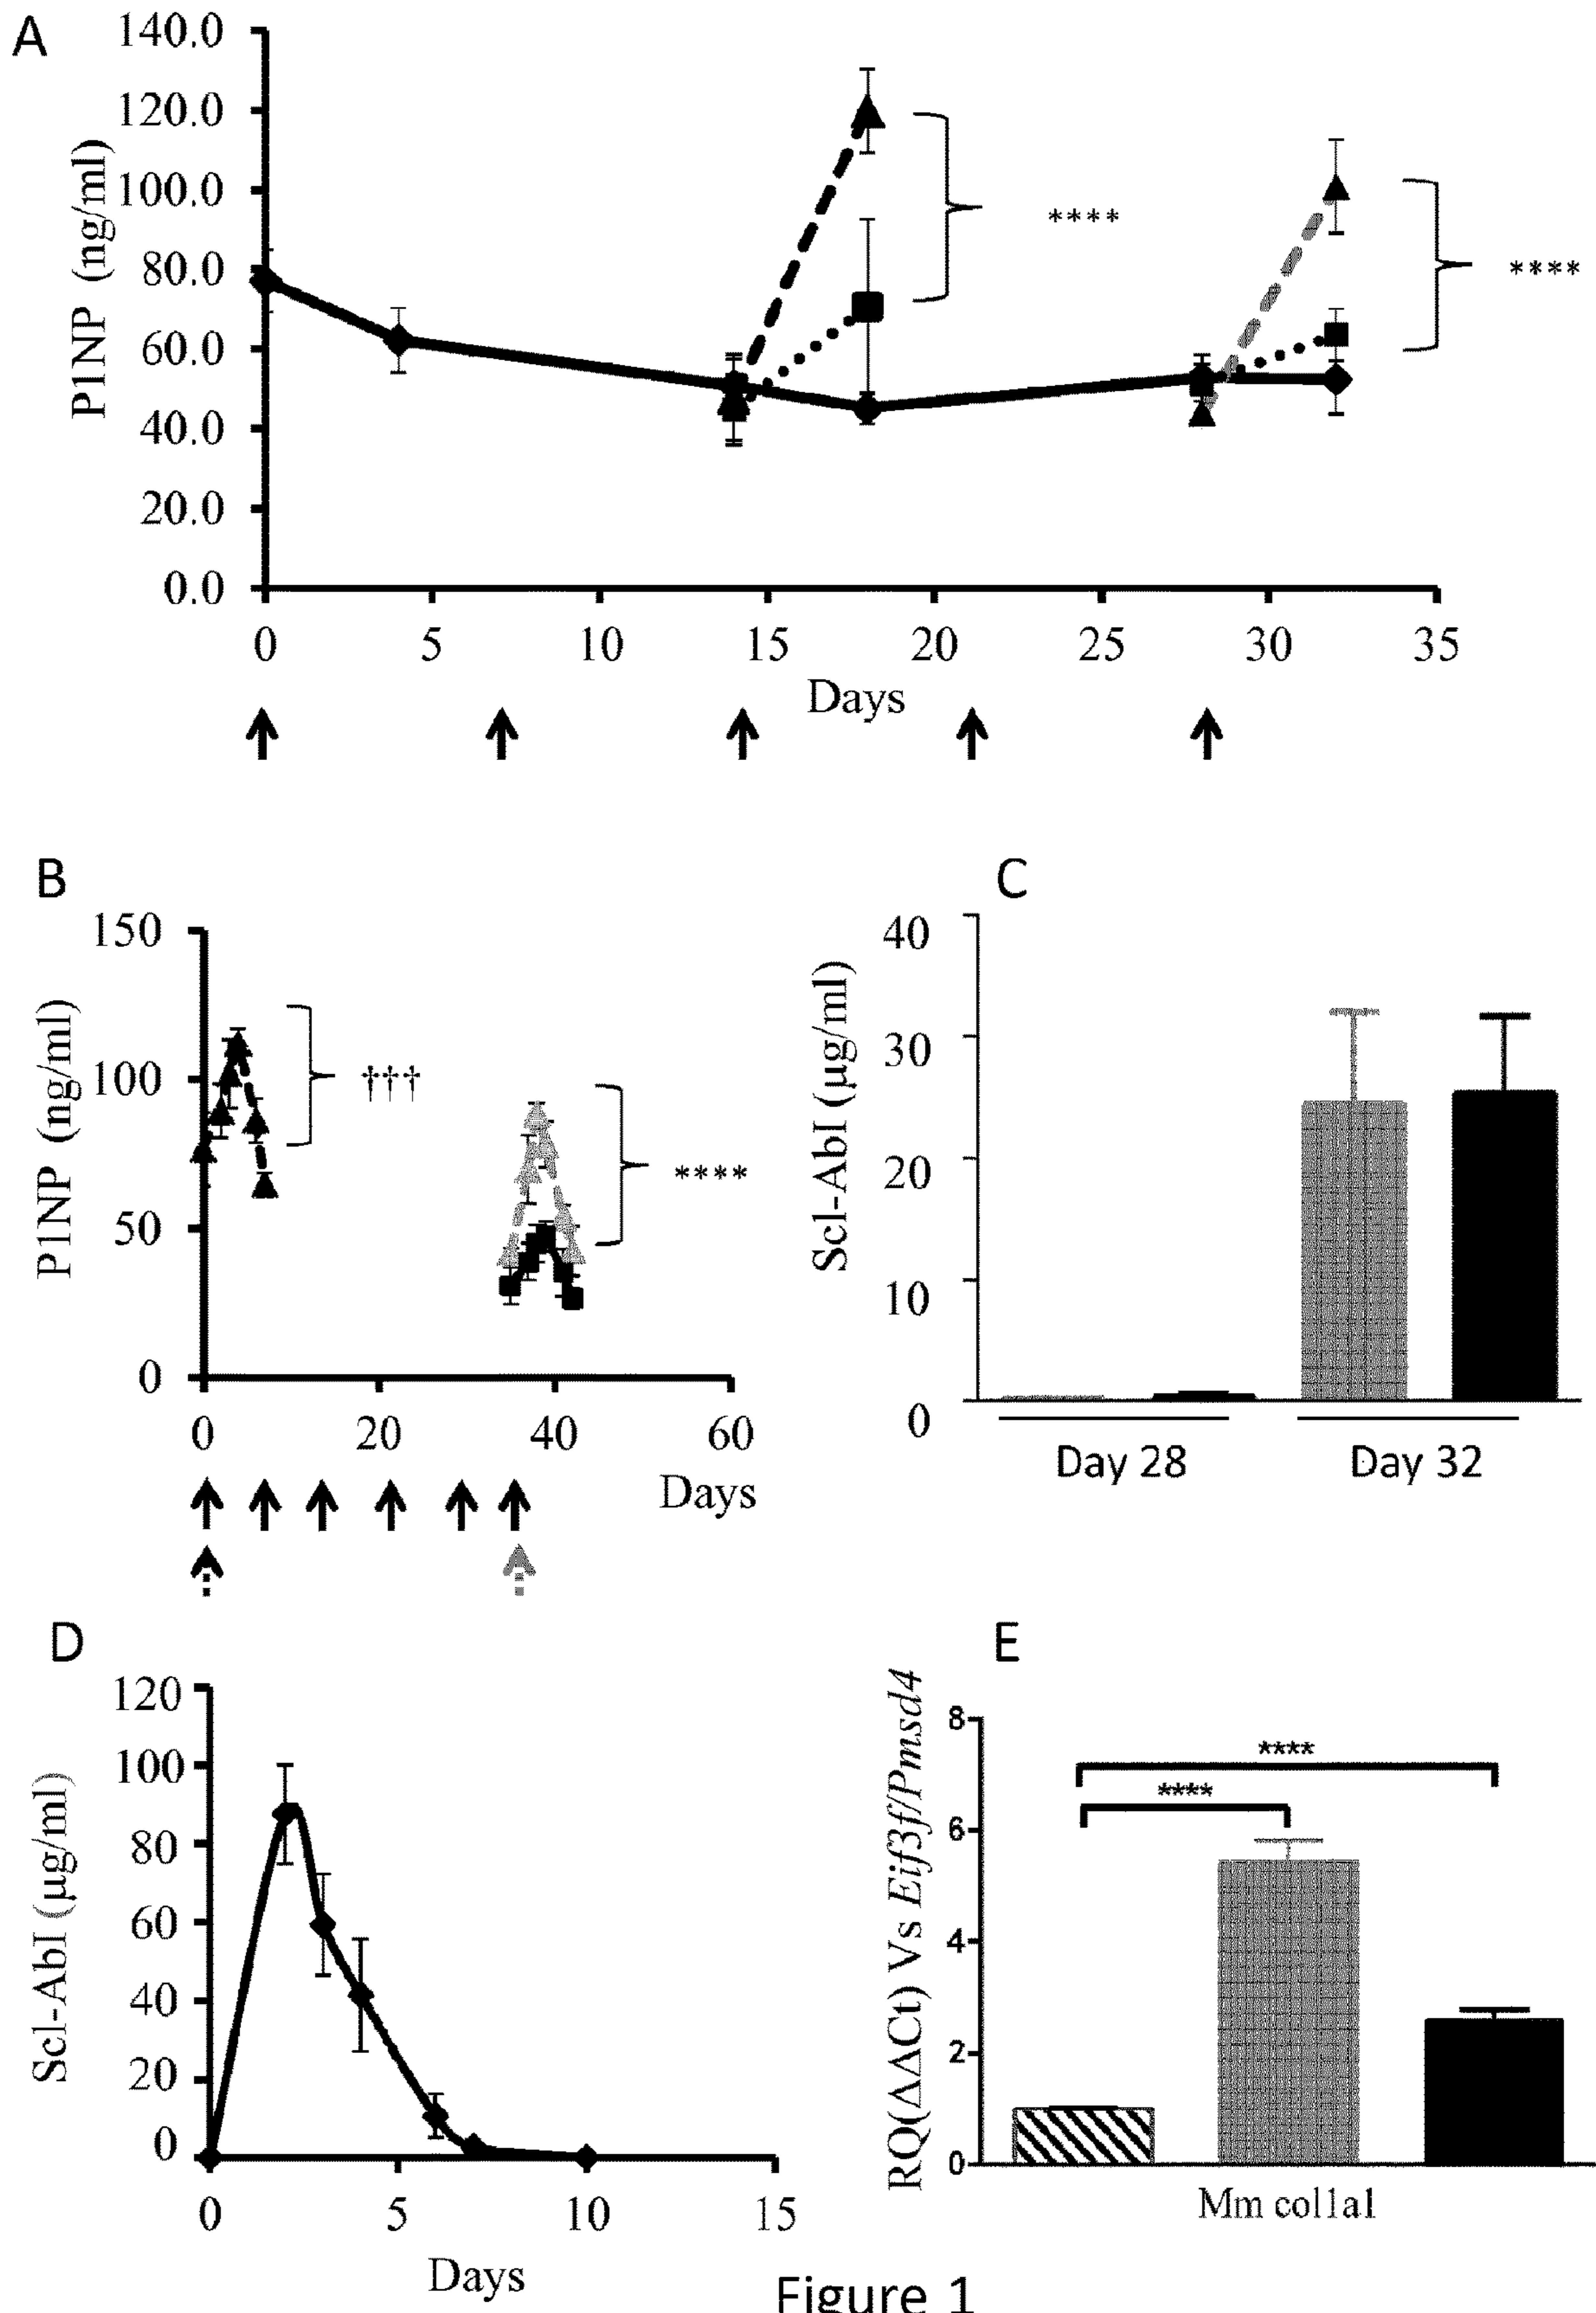 A
P1NP (ng/ml)
140.0
120.0
100.0
80.0
60.0
40.0
20.0
0.0
****
****
0 5 10 15 20 25 30 35
Days
B
P1NP (ng/ml)
150
100
50
0
†††
****
0 20 40 60
Days
C
Scl-AbI (µg/ml)
40
30
20
10
0
Day 28 Day 32
D
Scl-AbI (µg/ml)
120
100
80
60
40
20
0
0 5 10 15
Days
E
RQ(ΔΔCt) Vs Eif3f/Pmsd4
8
6
4
2
0
****
****
Mm col1a1
Figure 1